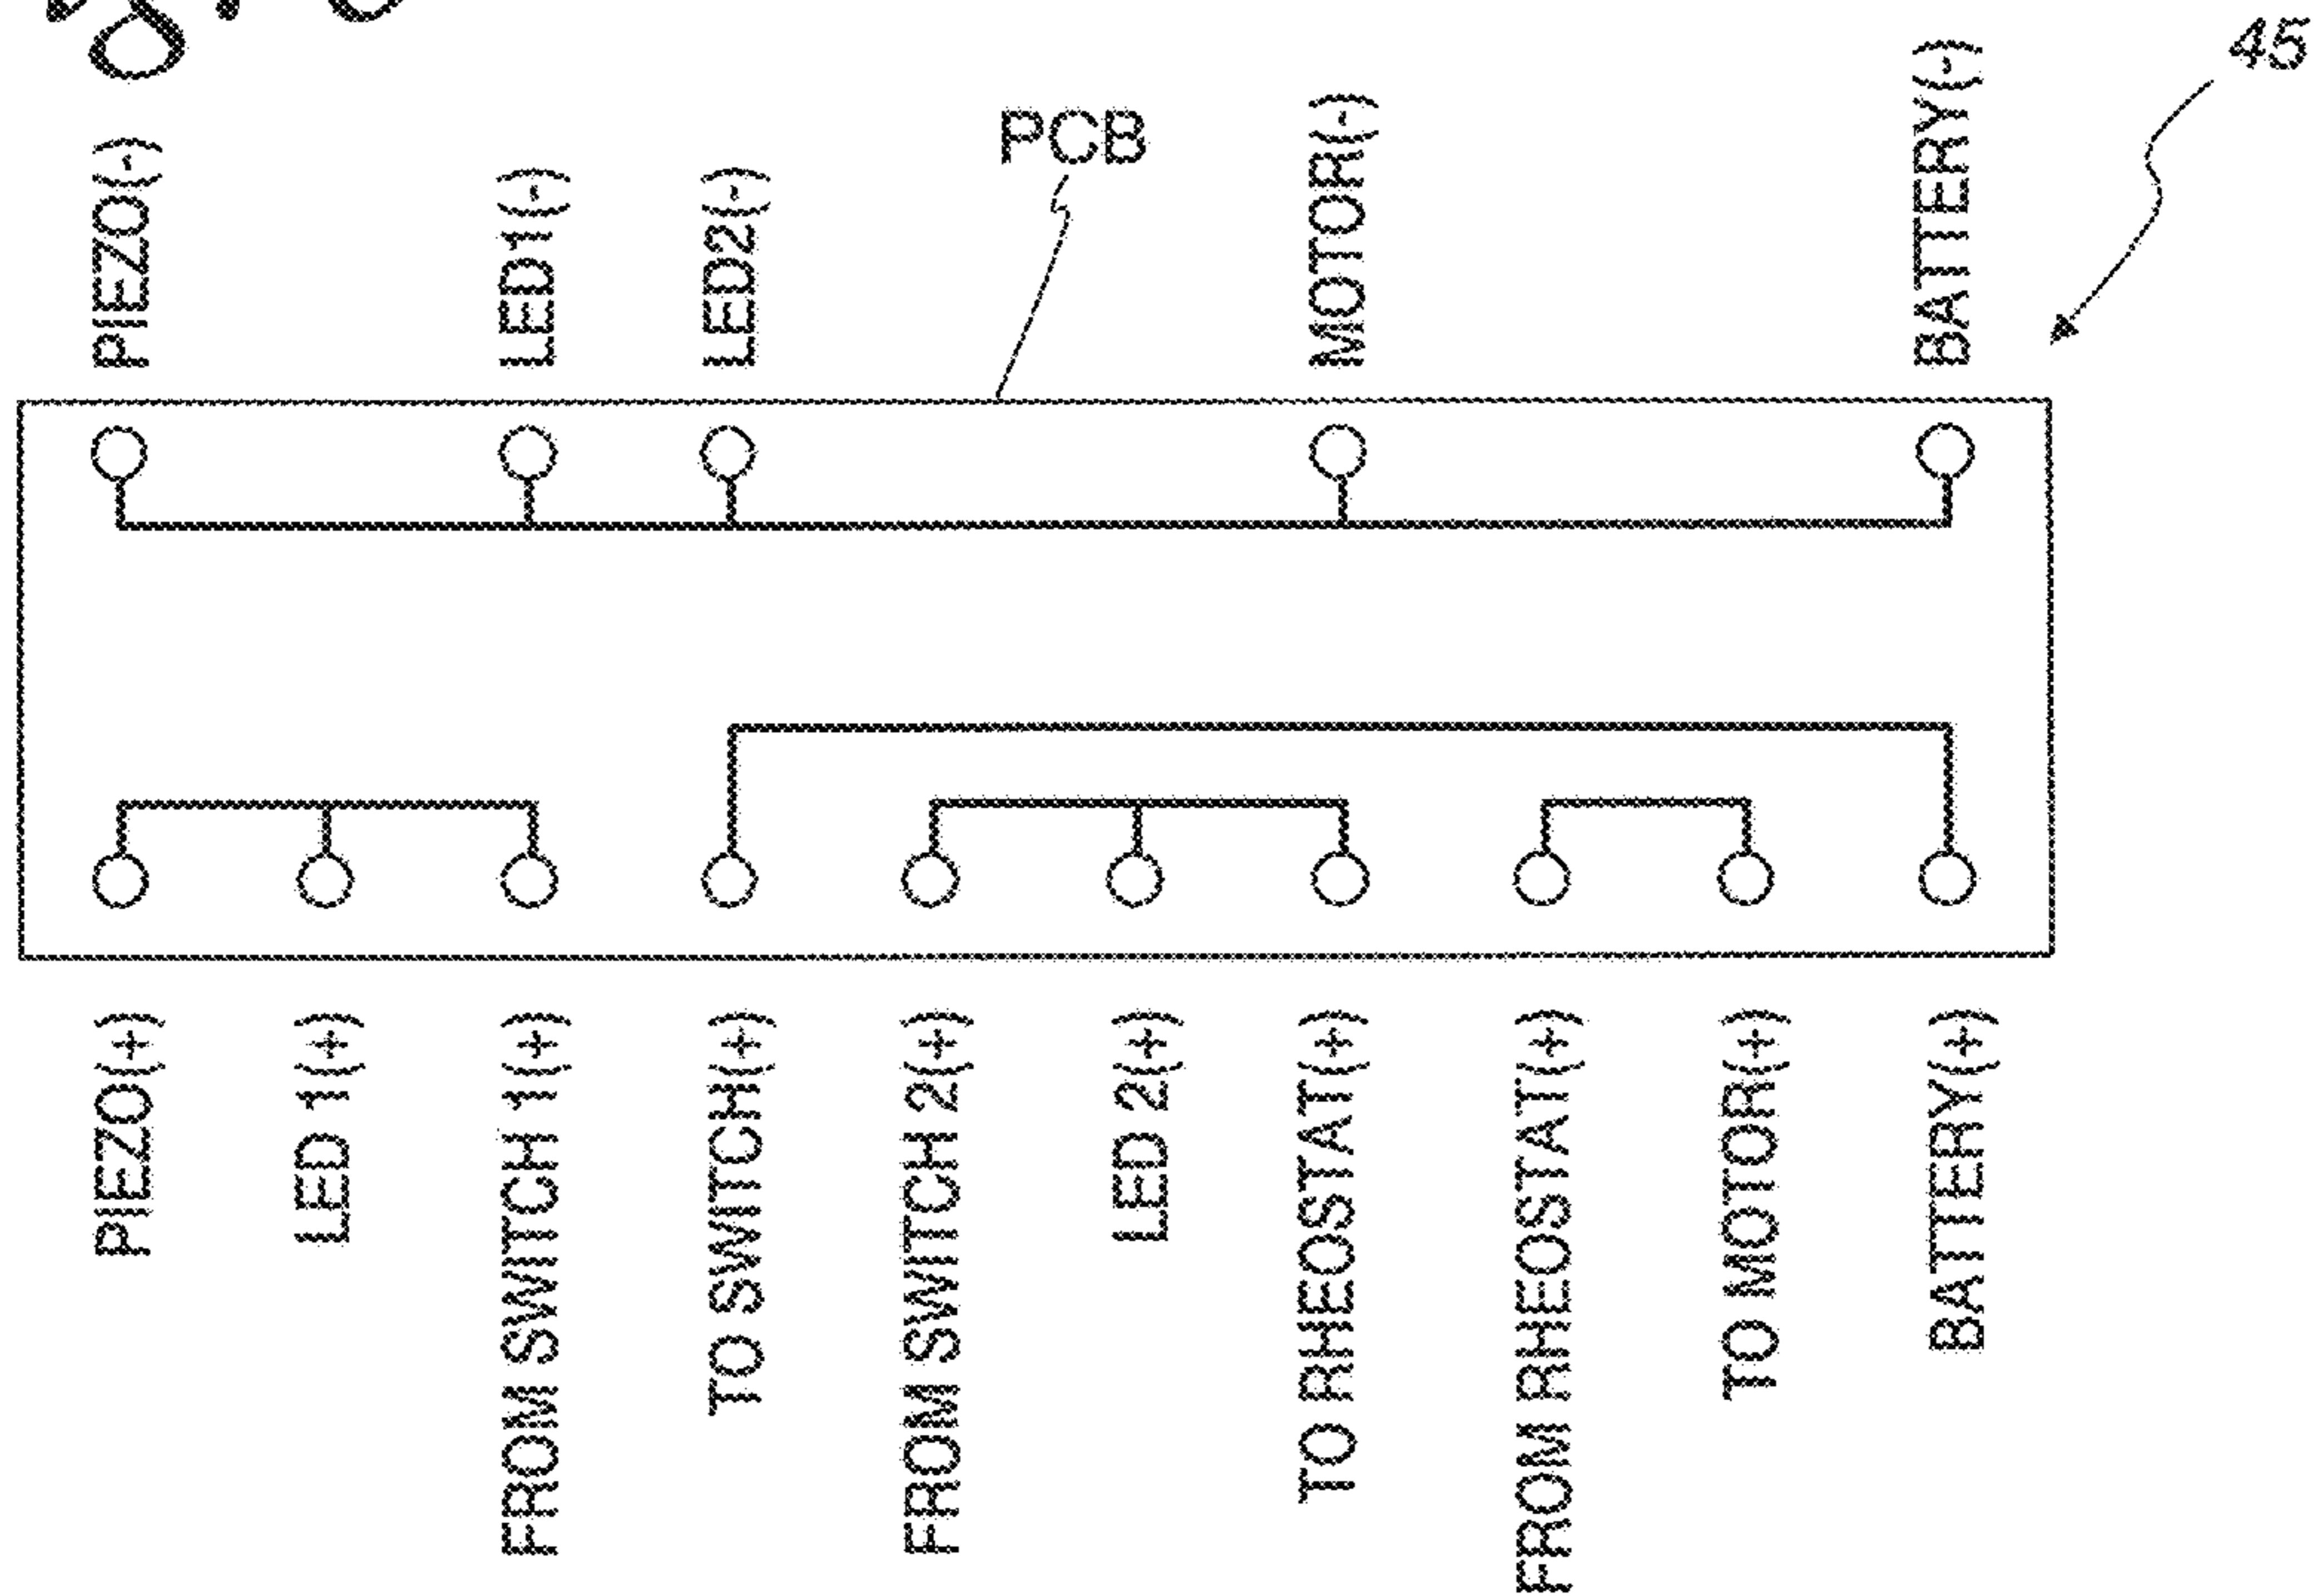 45
PIEZO(-)
LED1(-)
LED2(-)
PCB
MOTOR(-)
BATTERY(-)
PIEZO(+)
LED 1(+)
FROM SWITCH 1(+)
TO SWITCH(+)
FROM SWITCH 2(+)
LED 2(+)
TO RHEOSTAT(+)
FROM RHEOSTAT(+)
TO MOTOR(+)
BATTERY(+)